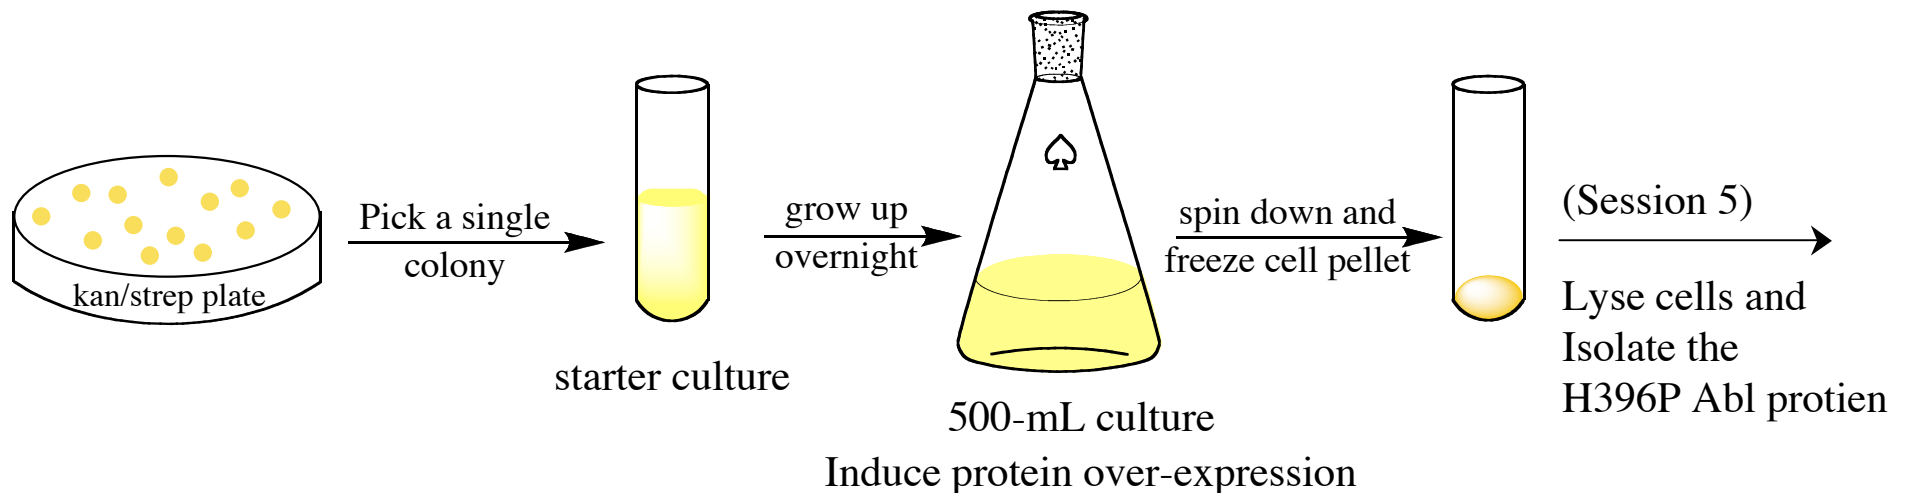 kan/strep plate
Pick a single
colony
starter culture
grow up
overnight
500-mL culture
Induce protein over-expression
spin down and
freeze cell pellet
(Session 5)
Lyse cells and
Isolate the
H396P Abl protien